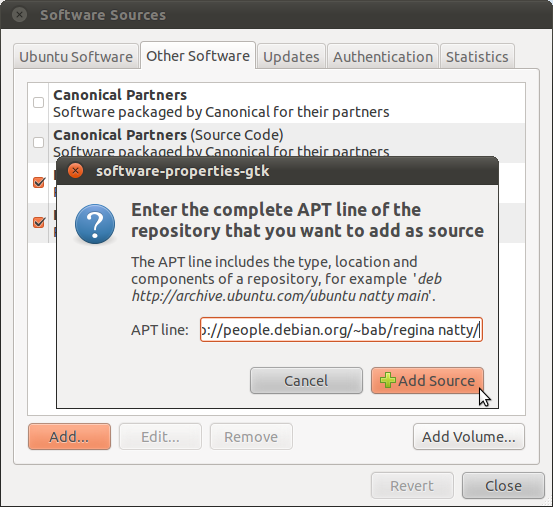 Software Sources
Ubuntu Software Other Software Updates Authentication Statistics
Canonical Partners
Software packaged by Canonical for their partners
Canonical Partners (Source Code)
Software packaged by Canonical for their partners
software-properties-gtk
Enter the complete APT line of the
repository that you want to add as source
The APT line includes the type, location and
components of a repository, for example 'deb
http://archive.ubuntu.com/ubuntu natty main'.
APT line: ://people.debian.org/~bab/regina natty/
Cancel Add Source
Add... Edit... Remove Add Volume...
Revert Close